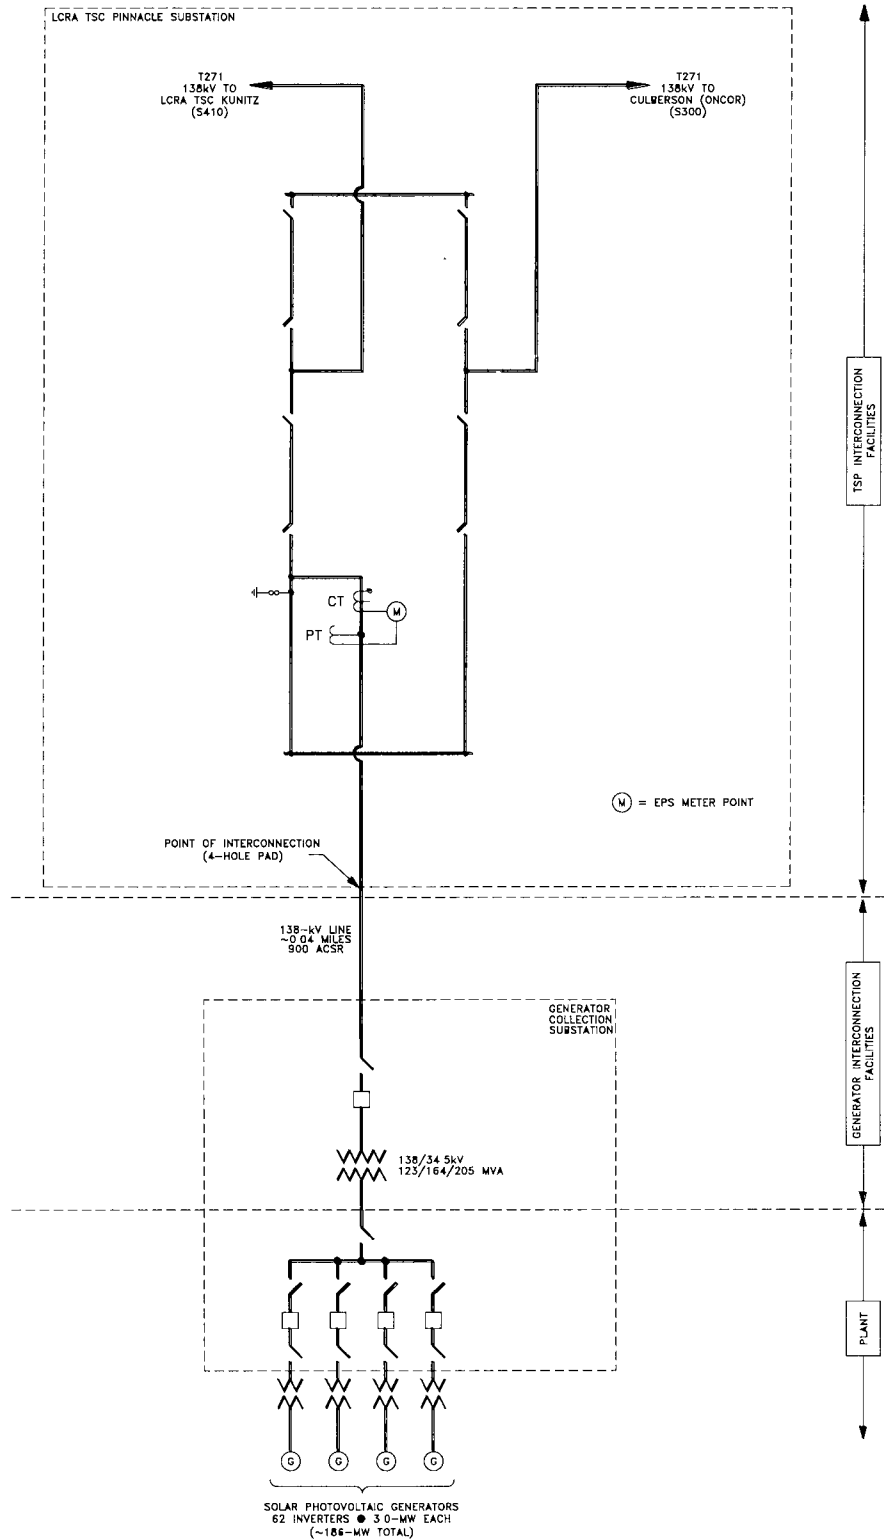 LCRA TSC PINNACLE SUBSTATION
T271
138kV TO
LCRA TSC KUNITZ
(S410)
T271
138kV TO
CULBERSON (ONCOR)
(S300)
TSP INTERCONNECTION
FACILITIES
CT
M
PT
M = EPS METER POINT
POINT OF INTERCONNECTION
(4-HOLE PAD)
138-kV LINE
~0.04 MILES
900 ACSR
GENERATOR
COLLECTION
SUBSTATION
GENERATOR INTERCONNECTION
FACILITIES
138/34.5kV
123/164/205 MVA
PLANT
G G G G
SOLAR PHOTOVOLTAIC GENERATORS
62 INVERTERS @ 3.0-MW EACH
(~186-MW TOTAL)